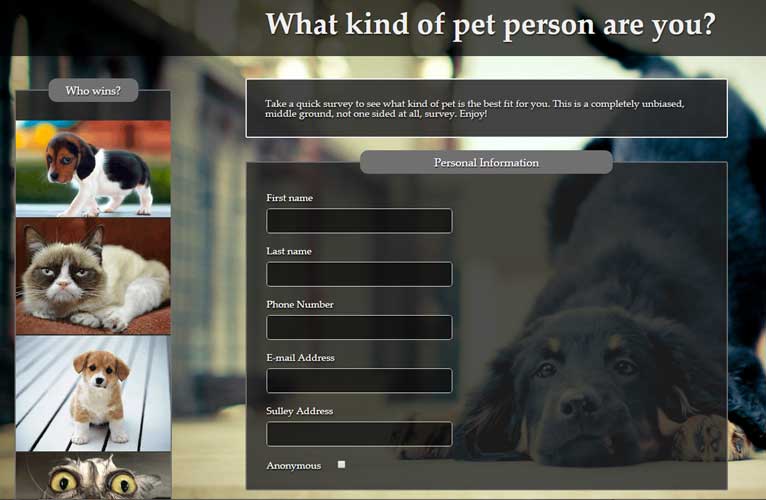 What kind of pet person are you?
Who wins?
Take a quick survey to see what kind of pet is the best fit for you. This is a completely unbiased,
middle ground, not one sided at all, survey. Enjoy!
Personal Information
First name
Last name
Phone Number
E-mail Address
Sulley Address
Anonymous